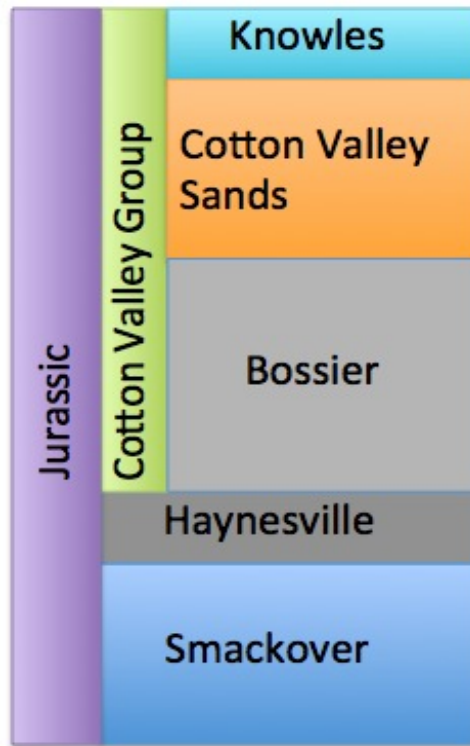 Jurassic
Cotton Valley Group
Knowles
Cotton Valley
Sands
Bossier
Haynesville
Smackover